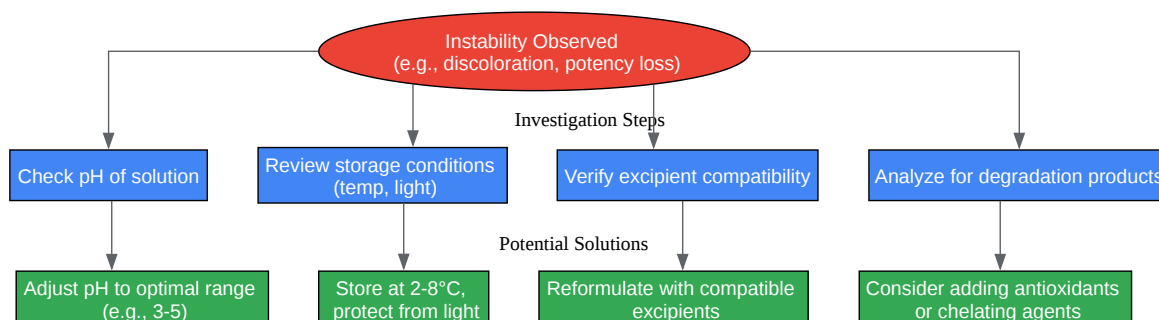 Instability Observed
(e.g., discoloration, potency loss)
Investigation Steps
Check pH of solution
Review storage conditions
(temp, light)
Verify excipient compatibility
Analyze for degradation products
Potential Solutions
Adjust pH to optimal range
(e.g., 3-5)
Store at 2-8°C,
protect from light
Reformulate with compatible
excipients
Consider adding antioxidants
or chelating agents